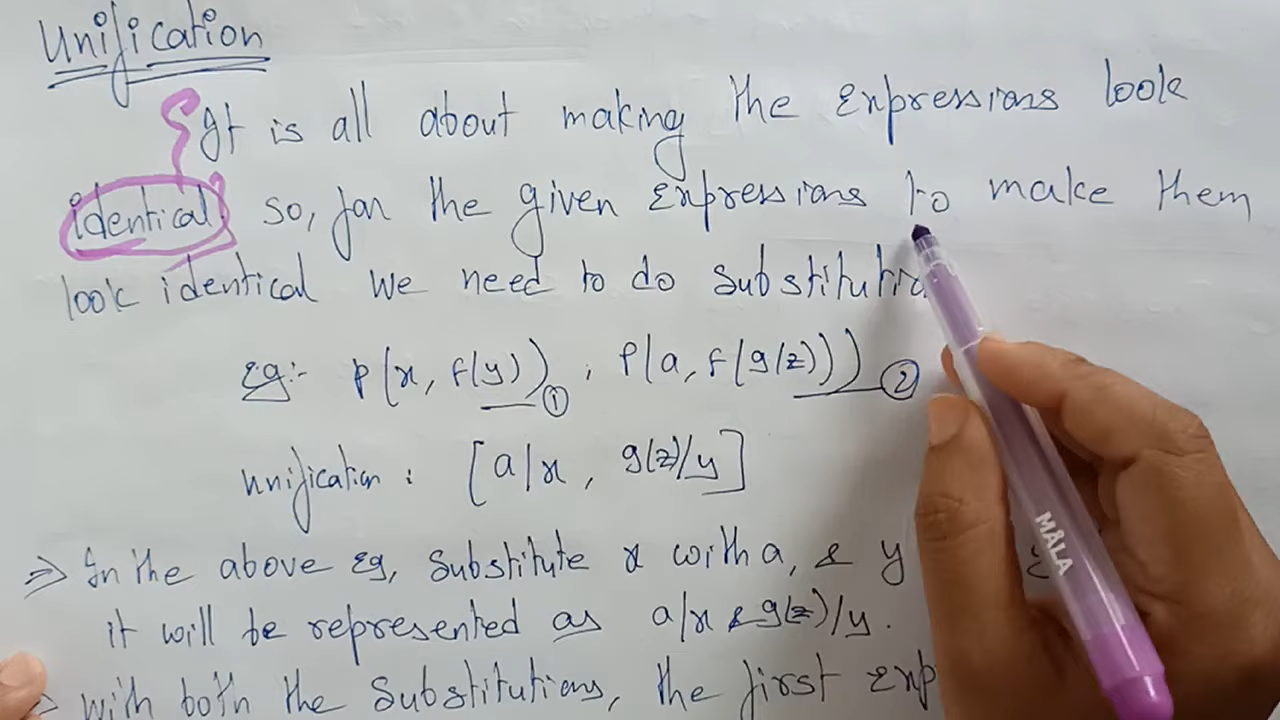 Unification
It is all about making the expressions look
identical, so, for the given expressions to make them
look identical we need to do substitutio
Eg:- P(x, F(y)) ① , P(a, F(g(z))) ②
unification : [a/x, g(z)/y]
⇒ In the above Eg, Substitute x with a, & y
it will be represented as a/x & g(z)/y.
with both the Substitutions, the first exp
MÅLA